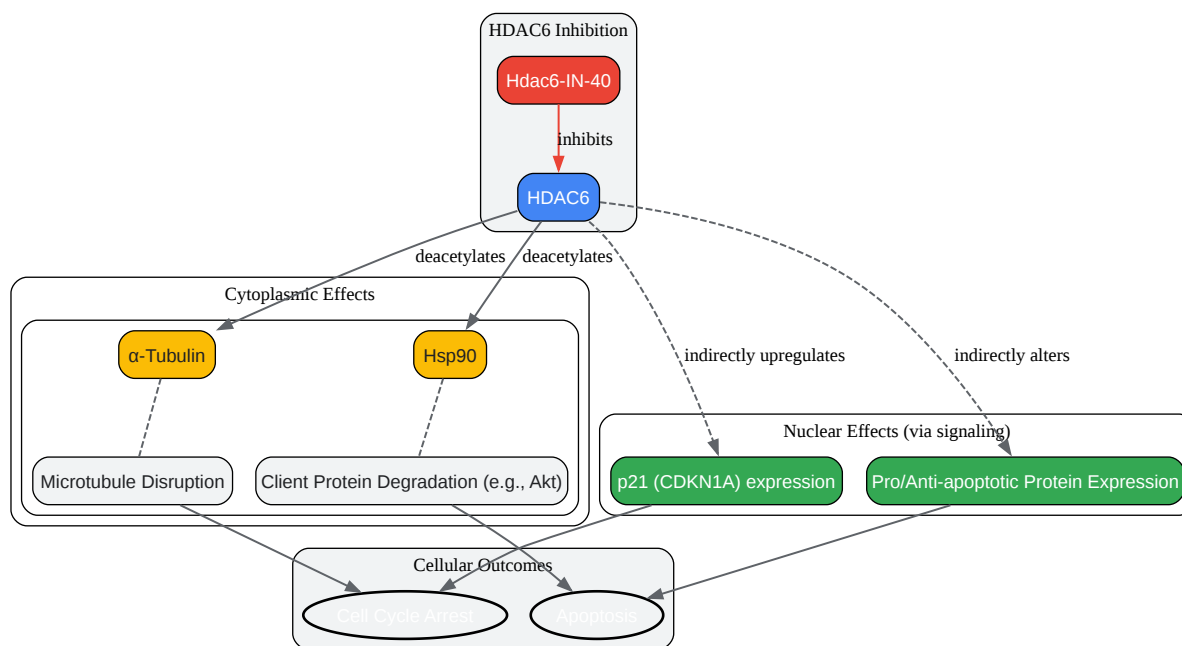 HDAC6 Inhibition
Hdac6-IN-40
inhibits
HDAC6
deacetylates
deacetylates
Cytoplasmic Effects
α-Tubulin
Hsp90
indirectly upregulates
indirectly alters
Nuclear Effects (via signaling)
Microtubule Disruption
Client Protein Degradation (e.g., Akt)
p21 (CDKN1A) expression
Pro/Anti-apoptotic Protein Expression
Cellular Outcomes
Cell Cycle Arrest
Apoptosis